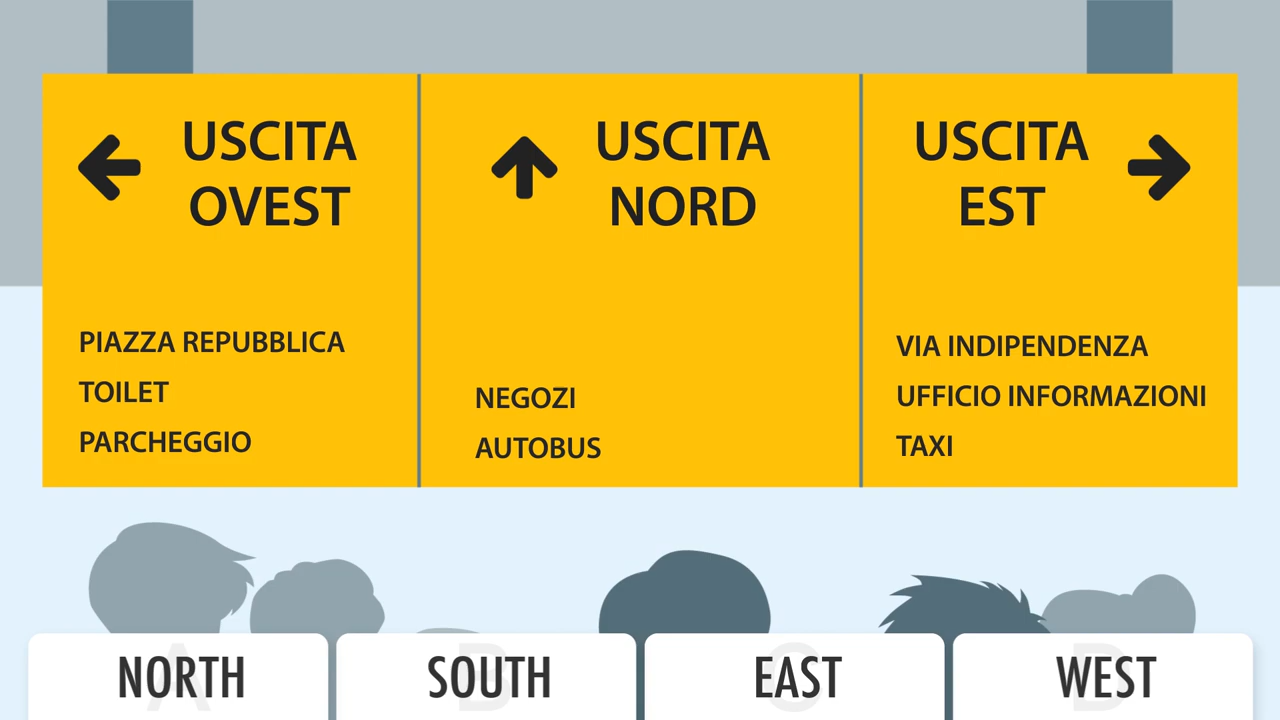 USCITA
OVEST
PIAZZA REPUBBLICA
TOILET
PARCHEGGIO
USCITA
NORD
NEGOZI
AUTOBUS
USCITA
EST
VIA INDIPENDENZA
UFFICIO INFORMAZIONI
TAXI
A
NORTH
B
SOUTH
C
EAST
D
WEST